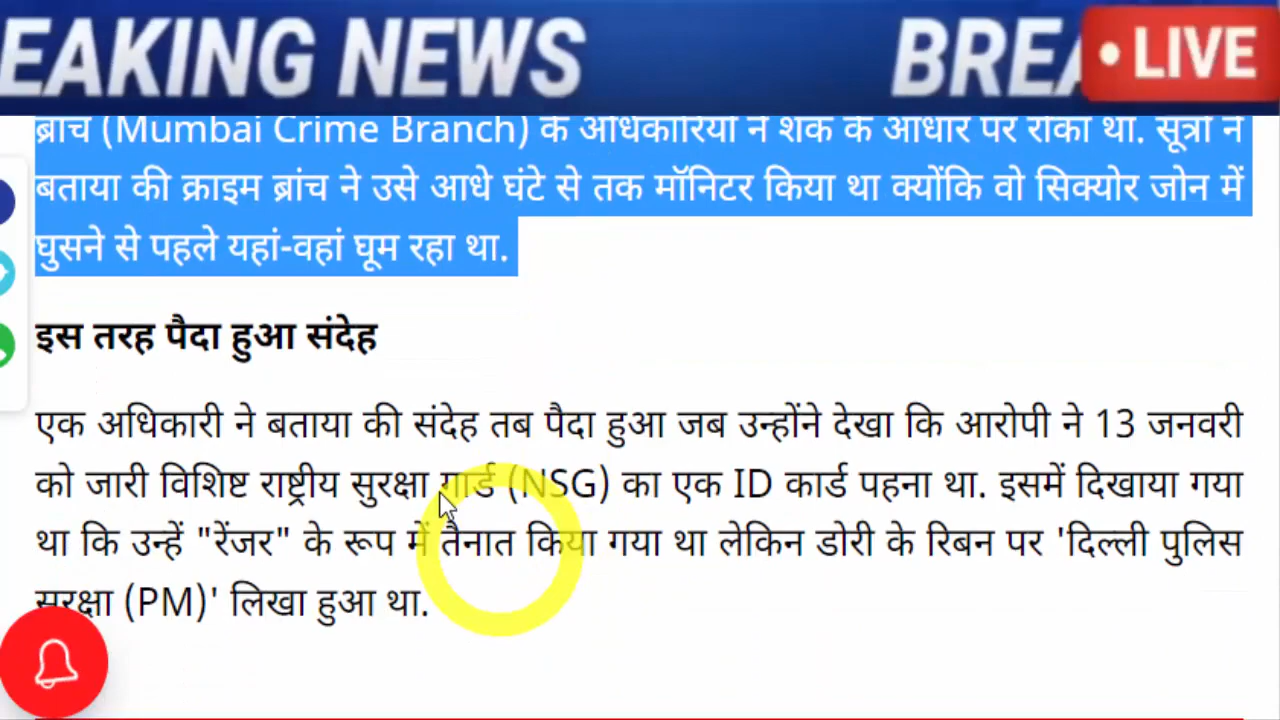 EAKING NEWS BREA
• LIVE
ब्रांच (Mumbai Crime Branch) के अधिकारियों ने शक के आधार पर रोका था. सूत्रों ने
बताया की क्राइम ब्रांच ने उसे आधे घंटे से तक मॉनिटर किया था क्योंकि वो सिक्योर जोन में
घुसने से पहले यहां-वहां घूम रहा था.
इस तरह पैदा हुआ संदेह
एक अधिकारी ने बताया की संदेह तब पैदा हुआ जब उन्होंने देखा कि आरोपी ने 13 जनवरी
को जारी विशिष्ट राष्ट्रीय सुरक्षा गार्ड (NSG) का एक ID कार्ड पहना था. इसमें दिखाया गया
था कि उन्हें "रेंजर" के रूप में तैनात किया गया था लेकिन डोरी के रिबन पर 'दिल्ली पुलिस
सुरक्षा (PM)' लिखा हुआ था.